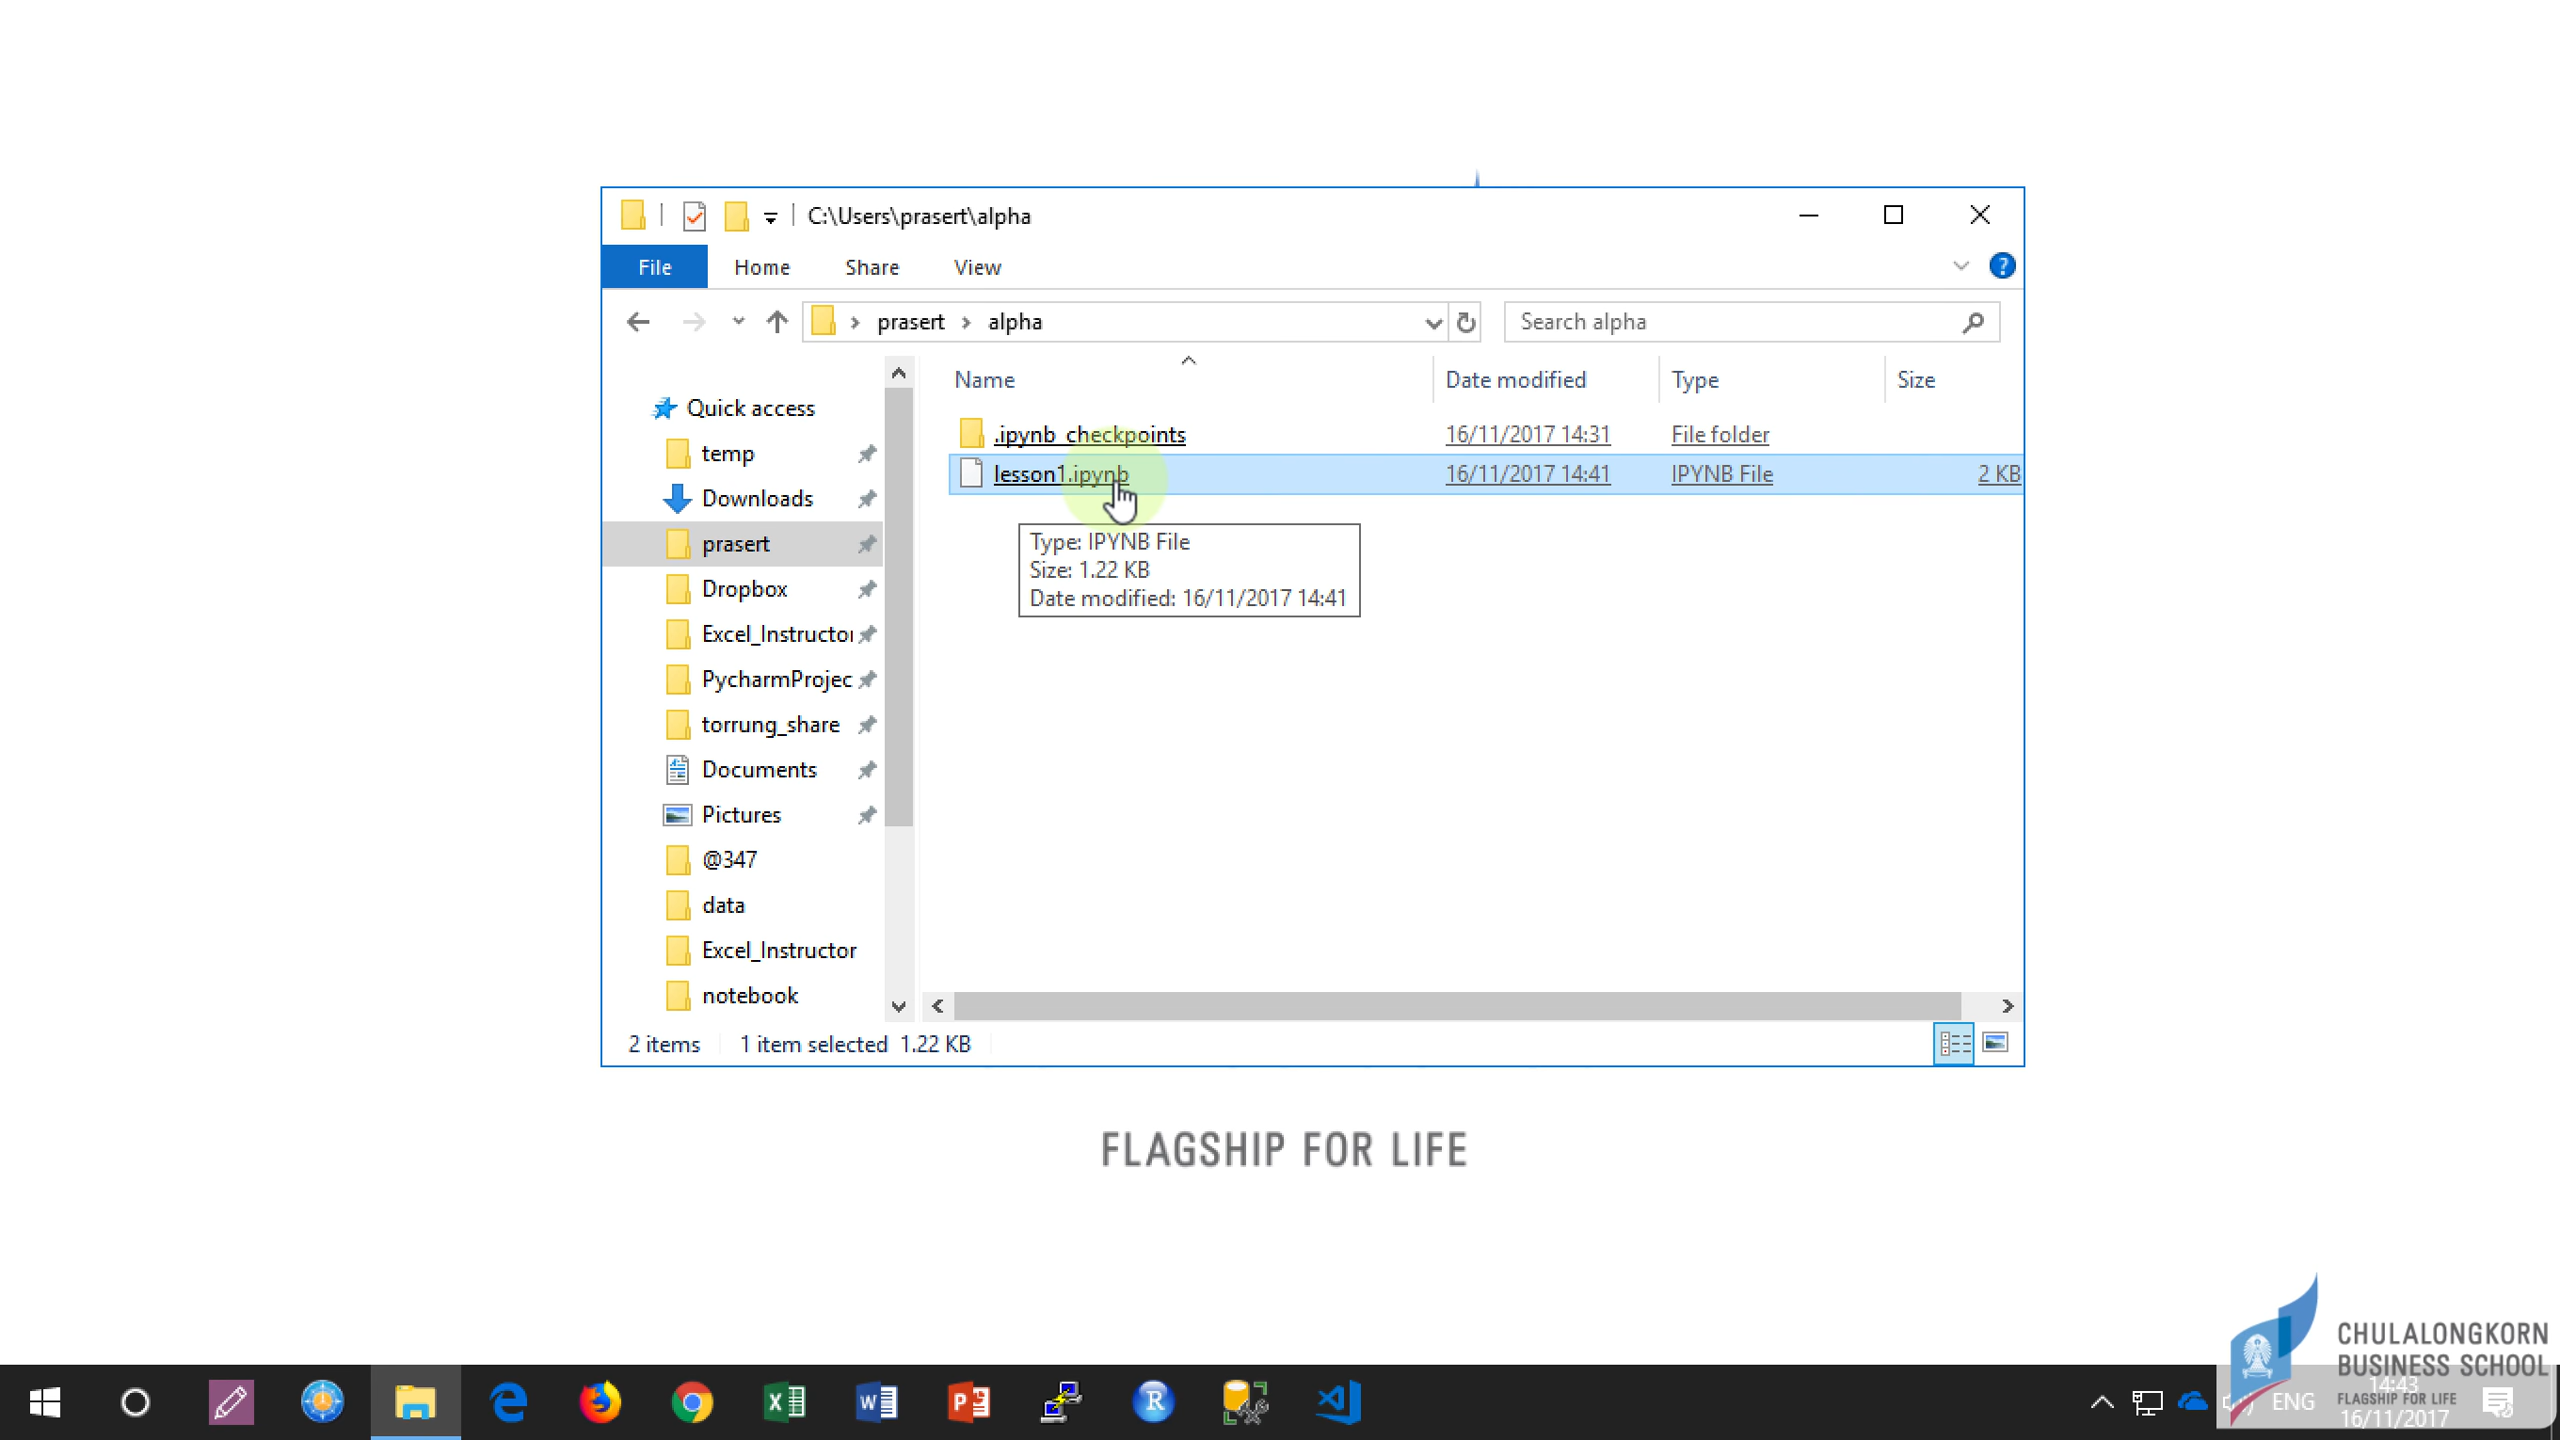 C:\Users\prasert\alpha
File Home Share View
prasert alpha
Search alpha
Name Date modified Type Size
.ipynb_checkpoints 16/11/2017 14:31 File folder
lesson1.ipynb 16/11/2017 14:41 IPYNB File 2 KB
Type: IPYNB File
Size: 1.22 KB
Date modified: 16/11/2017 14:41
Quick access
temp
Downloads
prasert
Dropbox
Excel_Instructor
PycharmProjec
torrung_share
Documents
Pictures
@347
data
Excel_Instructor
notebook
2 items 1 item selected 1.22 KB
FLAGSHIP FOR LIFE
CHULALONGKORN
BUSINESS SCHOOL
FLAGSHIP FOR LIFE
ENG
14:43
16/11/2017